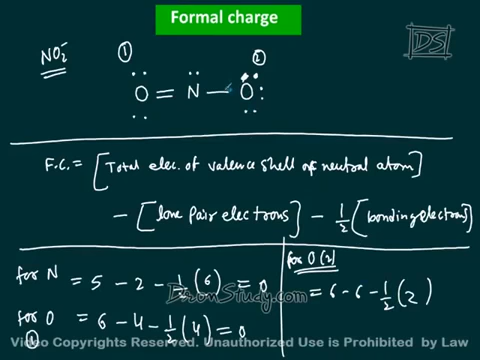 Formal charge
DS
NO₂⁻
① ②
O = N — O
F.C. = [Total elec. of valence shell of neutral atom]
— [lone pair electrons] — 1/2 [bonding electrons]
for N = 5 - 2 - 1/2 (6) = 0
for O = 6 - 4 - 1/2 (4) = 0
①
for O (2)
= 6 - 6 - 1/2 (2)
DronStudy.com
Video Copyrights Reserved. Unauthorized Use is Prohibited by Law